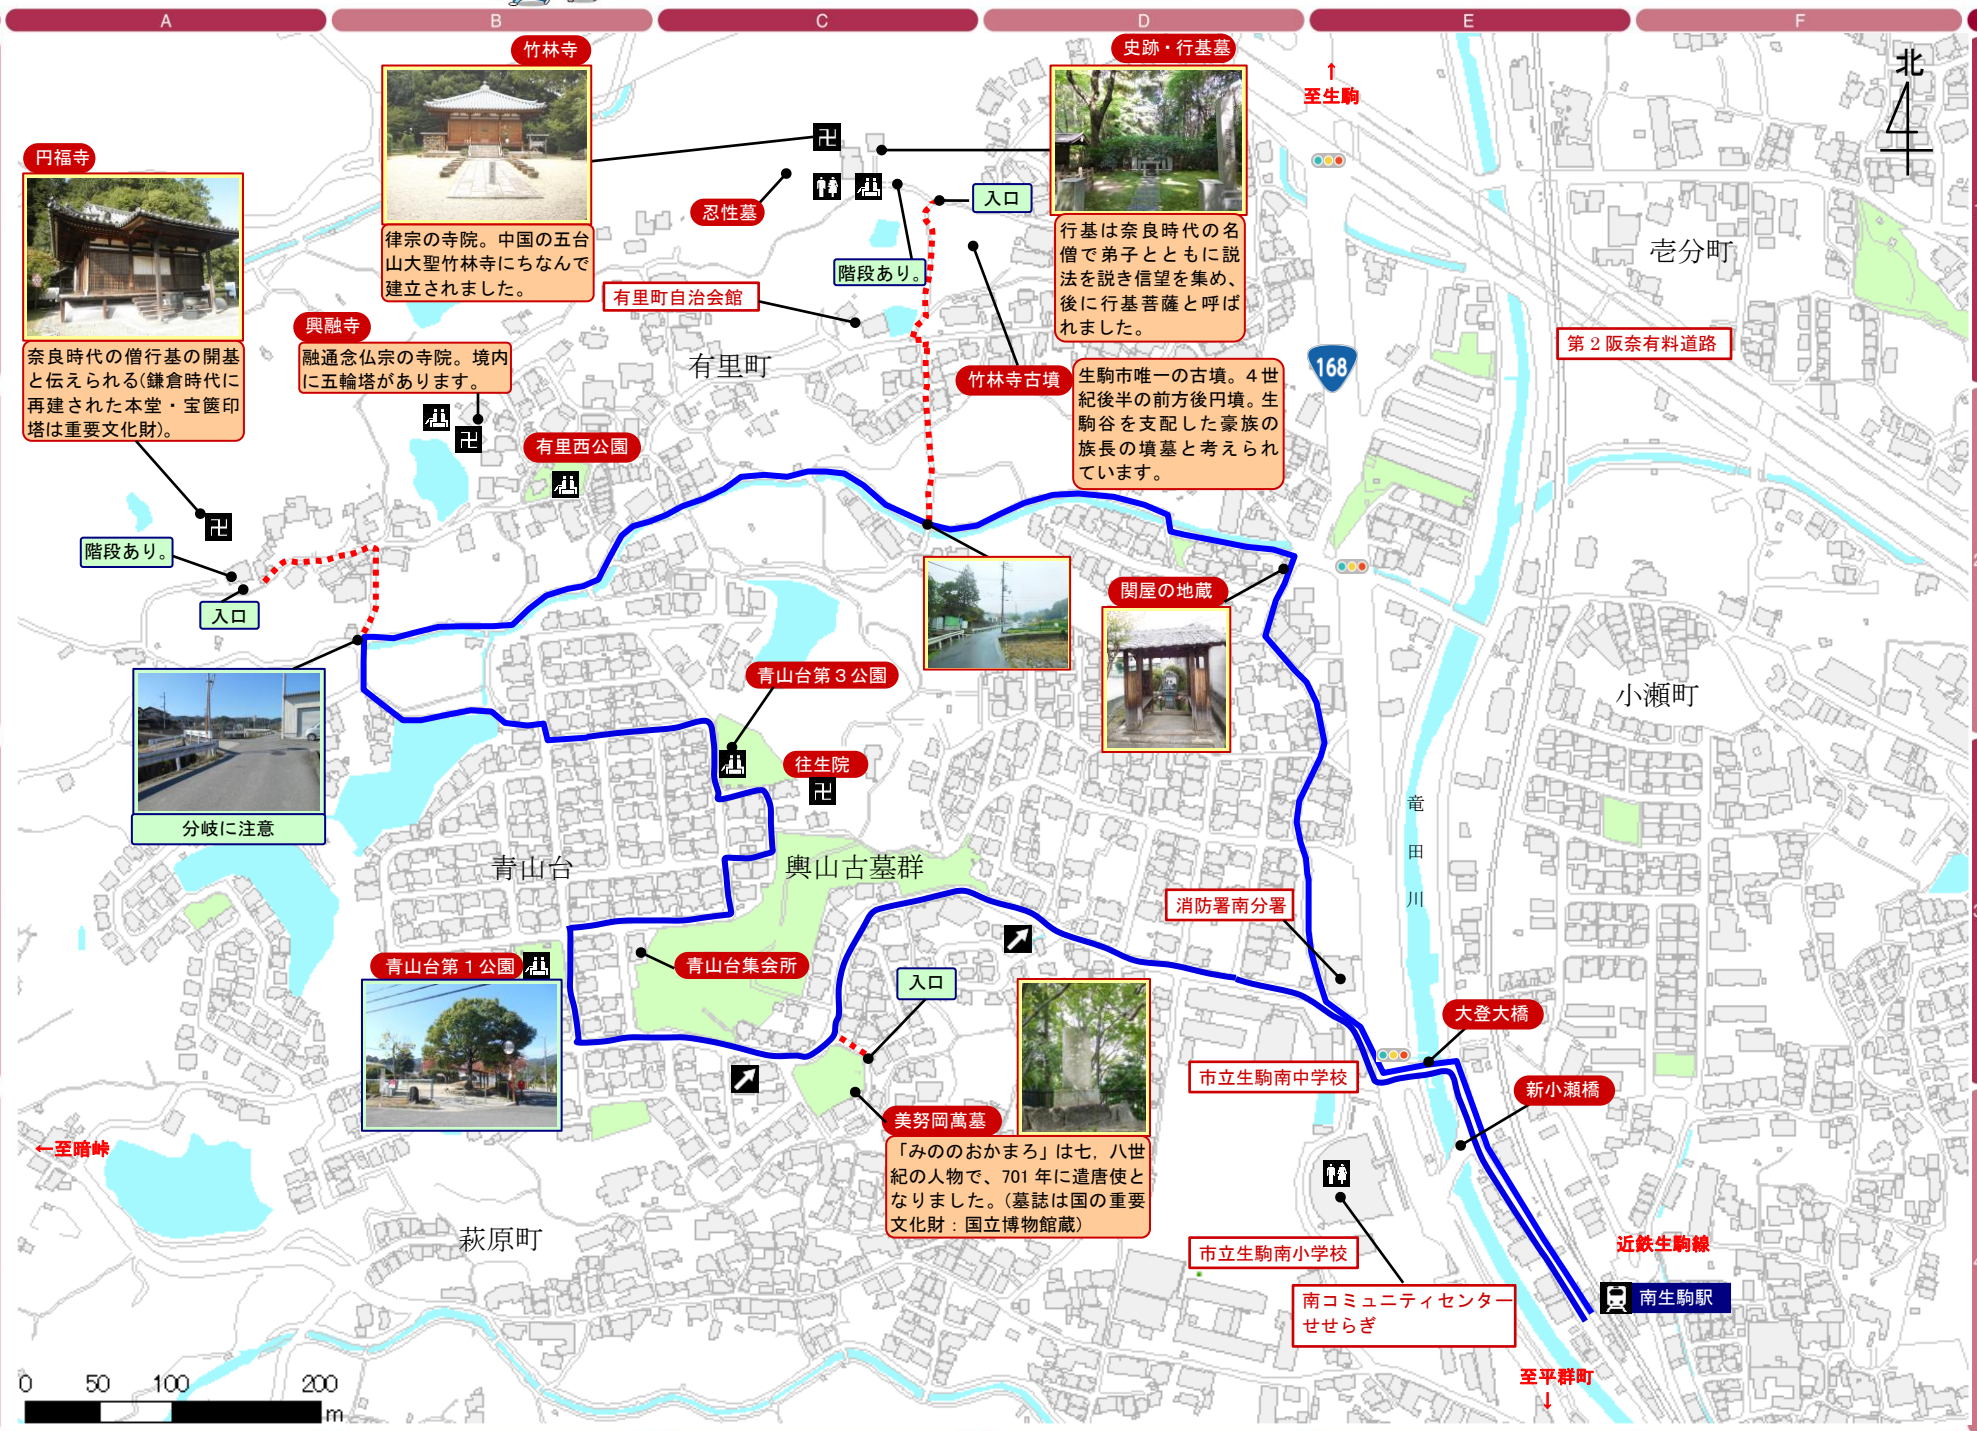 A
B
C
D
E
F
竹林寺
律宗の寺院。中国の五台
山大聖竹林寺にちなんで
建立されました。
史跡・行基墓
行基は奈良時代の名
僧で弟子とともに説
法を説き信望を集め、
後に行基菩薩と呼ば
れました。
↑
至生駒
北
円福寺
奈良時代の僧行基の開基
と伝えられる(鎌倉時代に
再建された本堂・宝篋印
塔は重要文化財)。
忍性墓
入口
階段あり。
壱分町
有里町自治会館
興融寺
融通念仏宗の寺院。境内
に五輪塔があります。
有里町
第2阪奈有料道路
168
竹林寺古墳
生駒市唯一の古墳。4世
紀後半の前方後円墳。生
駒谷を支配した豪族の
族長の墳墓と考えられ
ています。
有里西公園
階段あり。
入口
関屋の地蔵
青山台第3公園
小瀬町
往生院
分岐に注意
竜
田
川
青山台
輿山古墓群
消防署南分署
青山台第1公園
青山台集会所
入口
大登大橋
市立生駒南中学校
新小瀬橋
美努岡萬墓
「みののおかまろ」は七，八世
紀の人物で、701年に遣唐使と
なりました。(墓誌は国の重要
文化財：国立博物館蔵)
←至暗峠
萩原町
市立生駒南小学校
近鉄生駒線
南コミュニティセンター
せせらぎ
南生駒駅
至平群町
↓
0 50 100 200
m